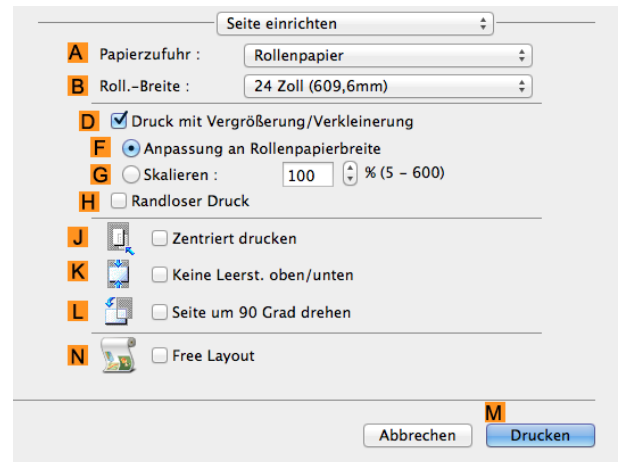 Seite einrichten
A Papierzufuhr : Rollenpapier
B Roll.-Breite : 24 Zoll (609,6mm)
D Druck mit Vergrößerung/Verkleinerung
F Anpassung an Rollenpapierbreite
G Skalieren : 100 % (5 - 600)
H Randloser Druck
J Zentriert drucken
K Keine Leerst. oben/unten
L Seite um 90 Grad drehen
N Free Layout
M
Abbrechen Drucken